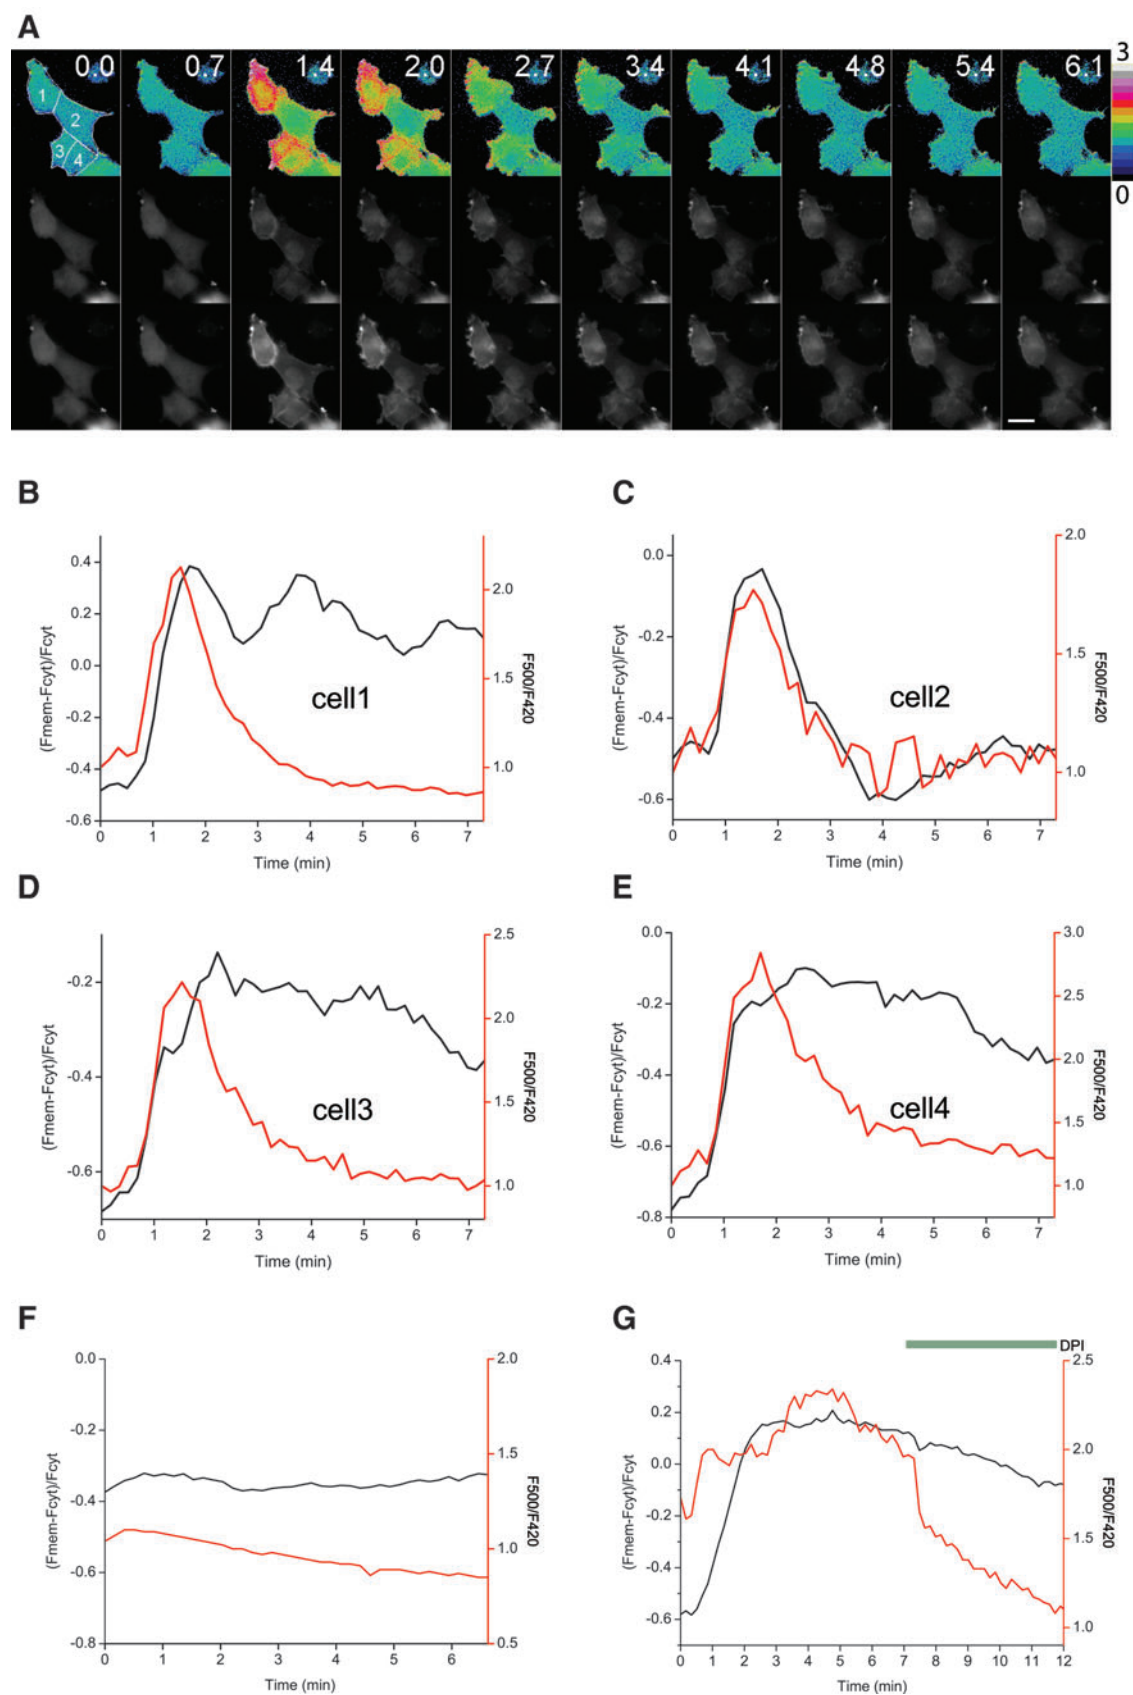 A
0.0 0.7 1.4 2.0 2.7 3.4 4.1 4.8 5.4 6.1
3
1
2
3 4
0
B
0.4
0.2
0.0
-0.2
-0.4
-0.6
(Fmem-Fcyt)/Fcyt
cell1
2.0
1.5
1.0
F500/F420
0 1 2 3 4 5 6 7
Time (min)
C
0.0
-0.2
-0.4
-0.6
(Fmem-Fcyt)/Fcyt
cell2
2.0
1.5
1.0
F500/F420
0 1 2 3 4 5 6 7
Time (min)
D
-0.2
-0.4
-0.6
(Fmem-Fcyt)/Fcyt
cell3
2.5
2.0
1.5
1.0
F500/F420
0 1 2 3 4 5 6 7
Time (min)
E
0.0
-0.2
-0.4
-0.6
-0.8
(Fmem-Fcyt)/Fcyt
cell4
3.0
2.5
2.0
1.5
1.0
F500/F420
0 1 2 3 4 5 6 7
Time (min)
F
0.0
-0.2
-0.4
-0.6
-0.8
(Fmem-Fcyt)/Fcyt
2.0
1.5
1.0
0.5
F500/F420
0 1 2 3 4 5 6
Time (min)
G
DPI
0.4
0.2
0.0
-0.2
-0.4
-0.6
(Fmem-Fcyt)/Fcyt
2.5
2.0
1.5
1.0
F500/F420
0 1 2 3 4 5 6 7 8 9 10 11 12
Time (min)